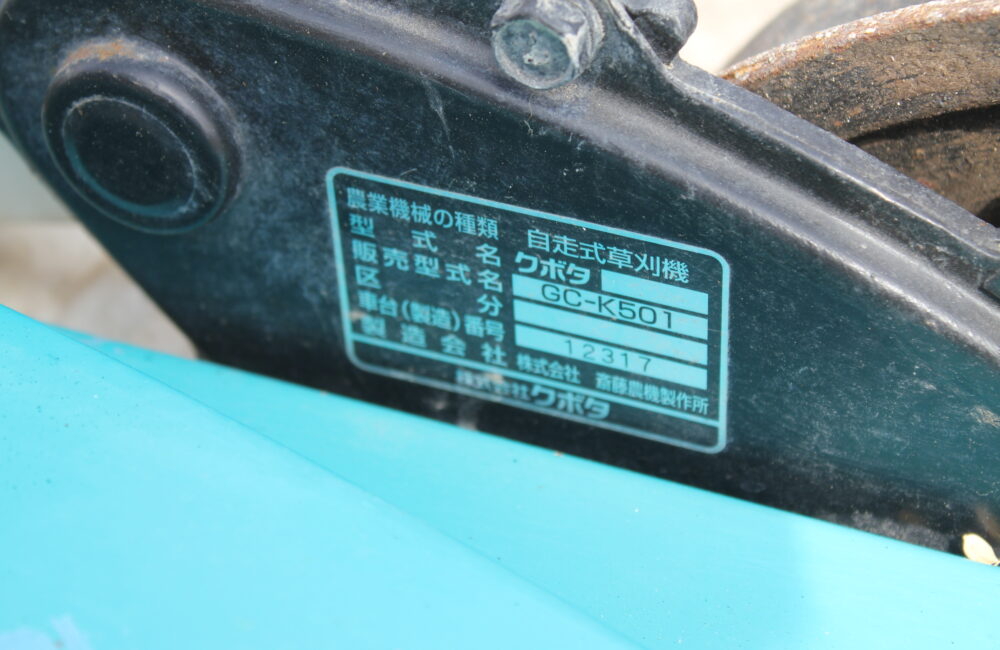 農業機械の種類 自走式草刈機
型式名 クボタ
販売型式名 GC-K501
区分
車台(製造)番号 12317
製造会社 株式会社 斎藤農機製作所
株式会社クボタ